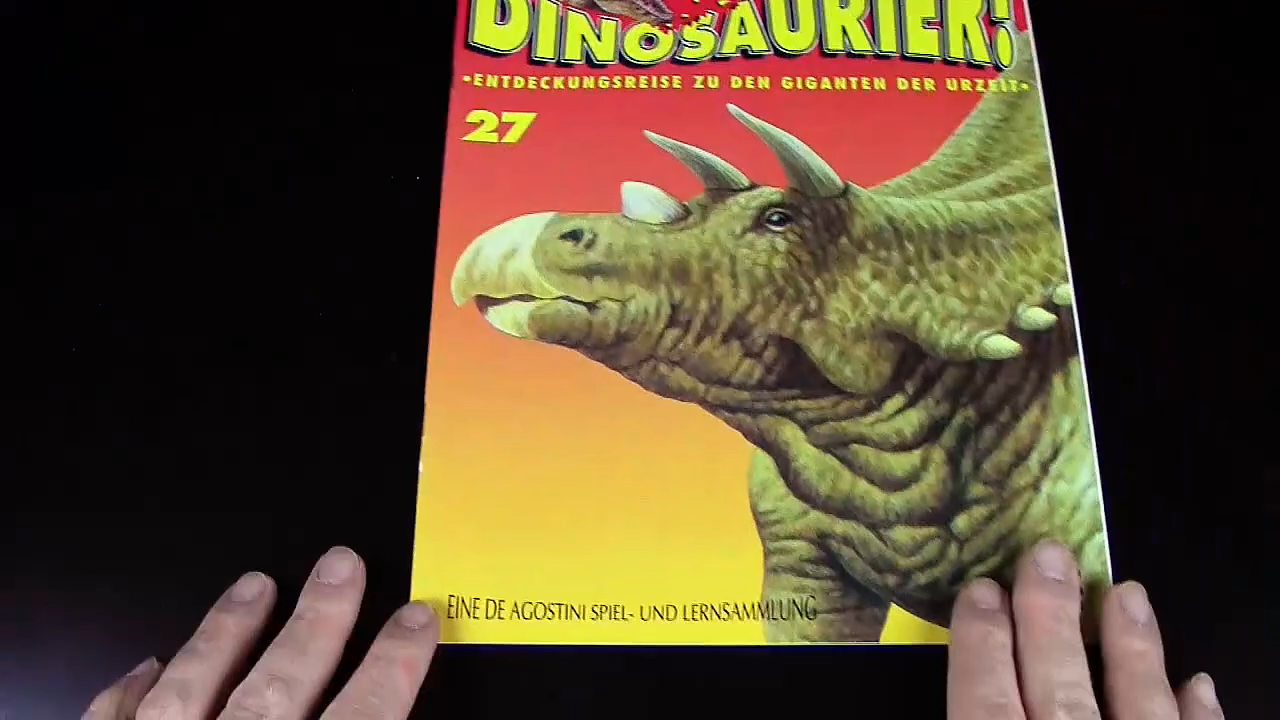 DINOSAURIER!
•ENTDECKUNGSREISE ZU DEN GIGANTEN DER URZEIT•
27
EINE DE AGOSTINI SPIEL- UND LERNSAMMLUNG